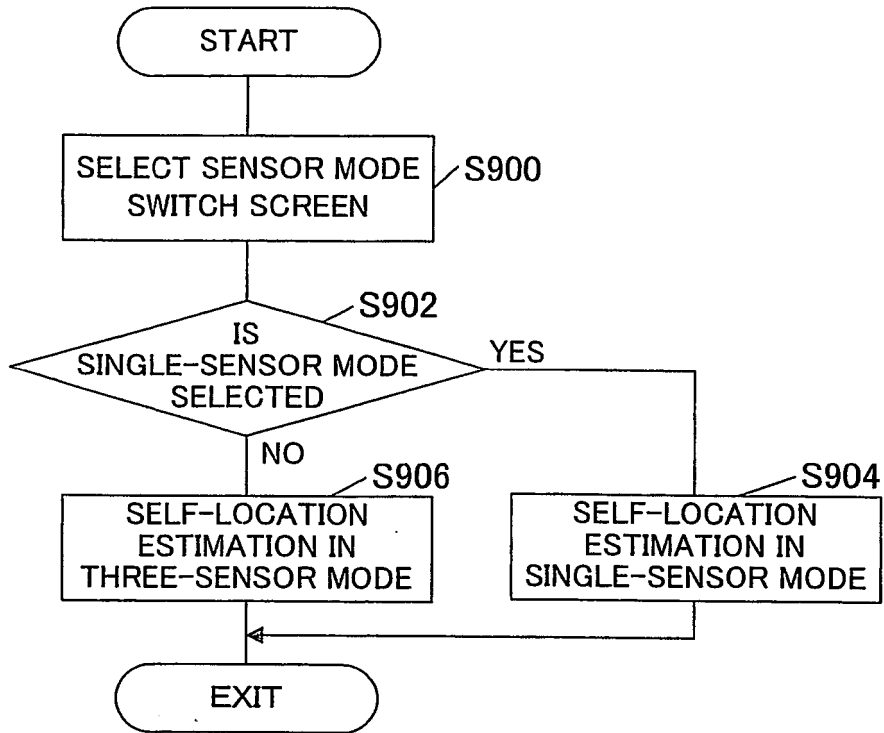 START
SELECT SENSOR MODE
SWITCH SCREEN
S900
S902
IS
SINGLE-SENSOR MODE
SELECTED
YES
NO
S906
SELF-LOCATION
ESTIMATION IN
THREE-SENSOR MODE
S904
SELF-LOCATION
ESTIMATION IN
SINGLE-SENSOR MODE
EXIT